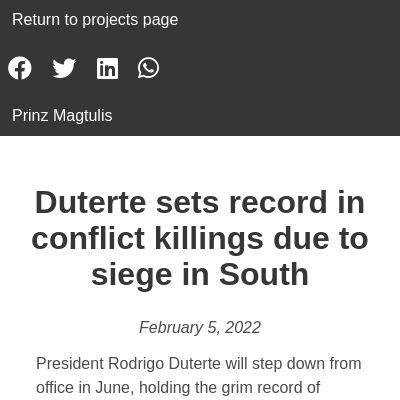 Return to projects page
Prinz Magtulis
Duterte sets record in
conflict killings due to
siege in South
February 5, 2022
President Rodrigo Duterte will step down from
office in June, holding the grim record of